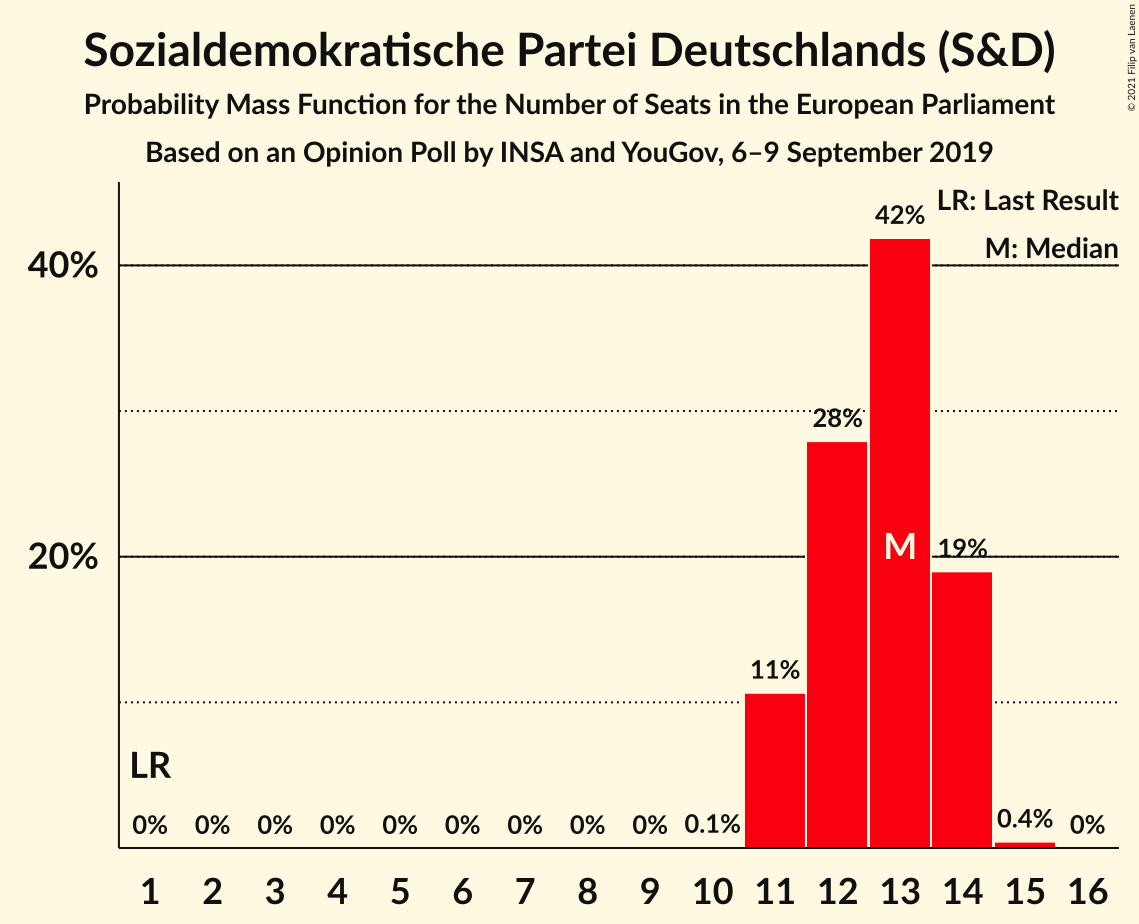 Sozialdemokratische Partei Deutschlands (S&D)
Probability Mass Function for the Number of Seats in the European Parliament
Based on an Opinion Poll by INSA and YouGov, 6–9 September 2019
© 2021 Filip van Laenen
LR: Last Result
M: Median
42%
40%
28%
20%
M
19%
11%
LR
0% 0% 0% 0% 0% 0% 0% 0% 0% 0.1% 0.4% 0%
1 2 3 4 5 6 7 8 9 10 11 12 13 14 15 16